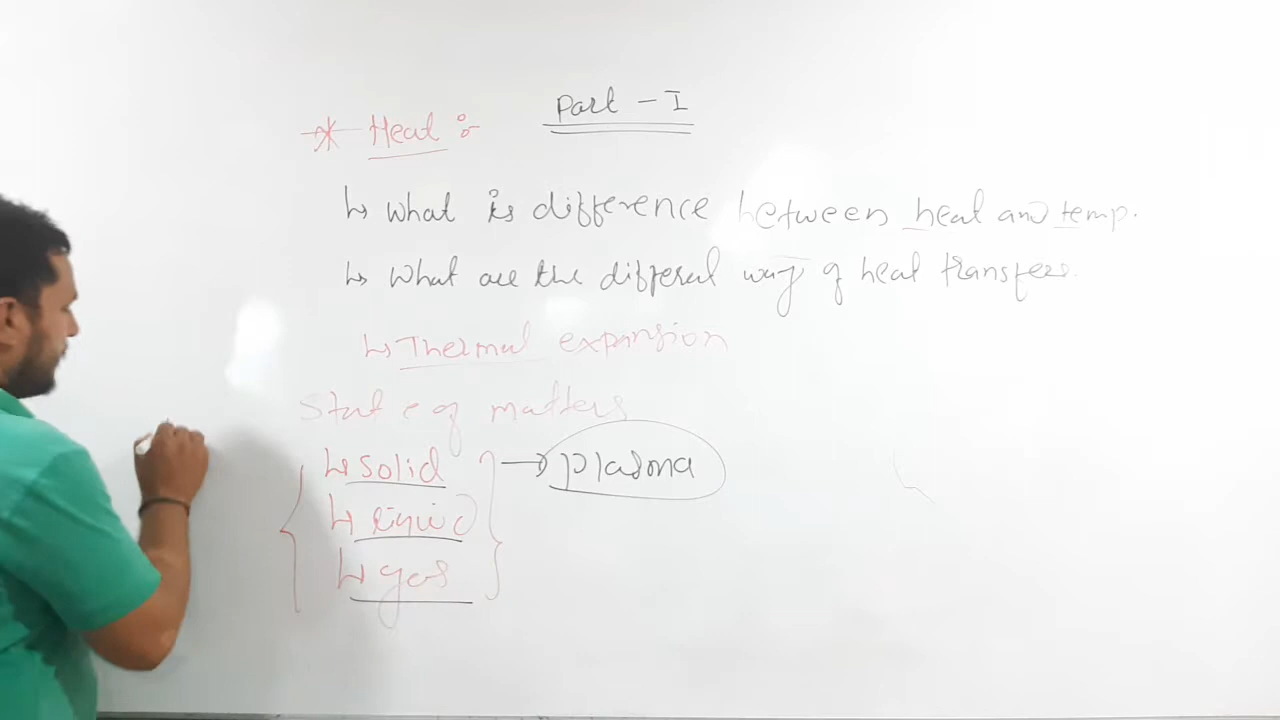 Part - I
* Heat :-
↳ What is difference between heat and temp.
↳ What are the different way of heat transfers.
↳ Thermal expansion
State of matters
↳ solid → plasma
↳ liquid
↳ gas